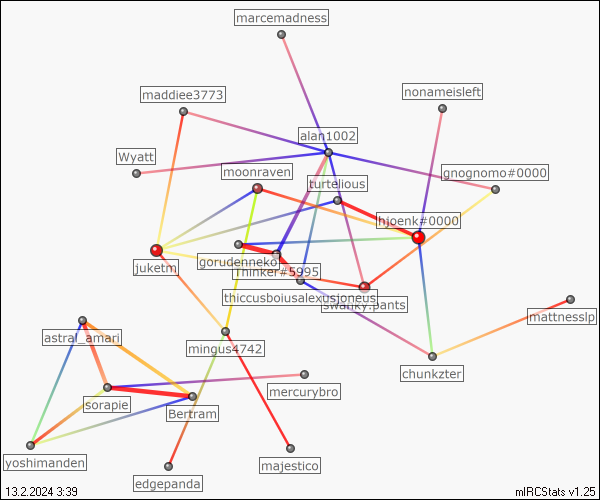 marcemadness
maddiee3773
nonameisleft
alan1002
Wyatt
moonraven
gnognomo#0000
turtelious
hjoenk#0000
gorudenneko
Thinker#5995
juketm
thiccusboiusalexusjoneus
swanky.pants
mattnesslp
astral_amari
mingus4742
chunkzter
mercurybro
sorapie
Bertram
yoshimanden
majestico
edgepanda
13.2.2024 3:39
mIRCStats v1.25